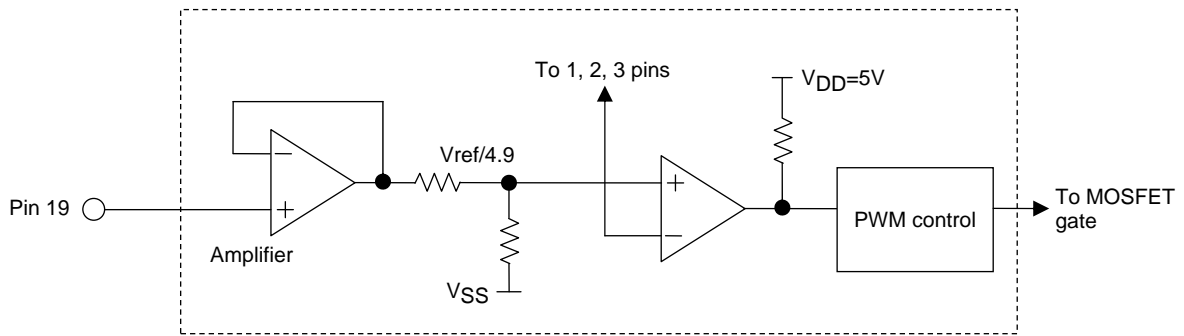 To 1, 2, 3 pins
VDD=5V
−
Vref/4.9
Pin 19
+
+
−
PWM control
To MOSFET
gate
Amplifier
VSS